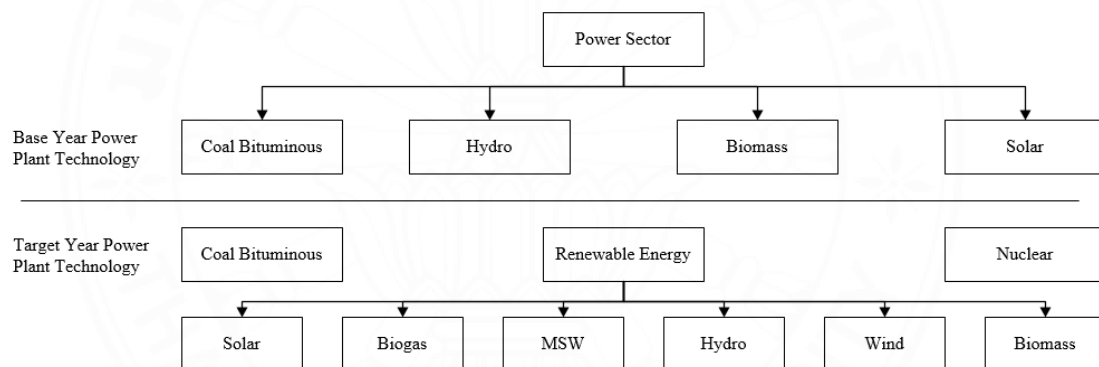 Power Sector
Base Year Power
Plant Technology
Coal Bituminous
Hydro
Biomass
Solar
Target Year Power
Plant Technology
Coal Bituminous
Renewable Energy
Nuclear
Solar
Biogas
MSW
Hydro
Wind
Biomass